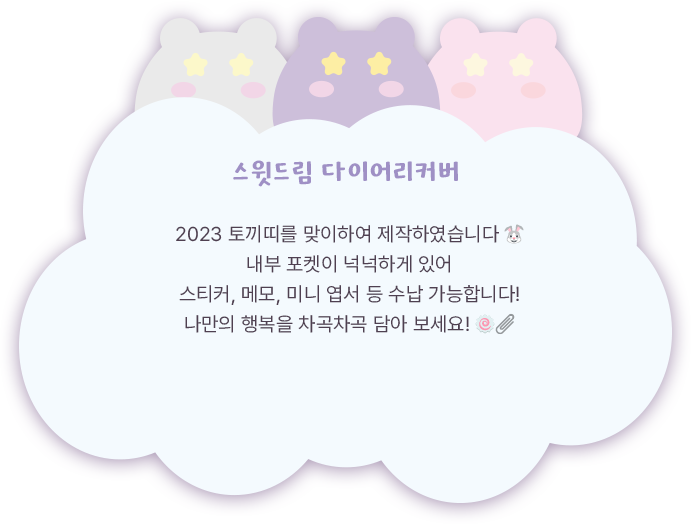 스윗드림 다이어리커버
2023 토끼띠를 맞이하여 제작하였습니다 🐰
내부 포켓이 넉넉하게 있어
스티커, 메모, 미니 엽서 등 수납 가능합니다!
나만의 행복을 차곡차곡 담아 보세요! 🍥📎